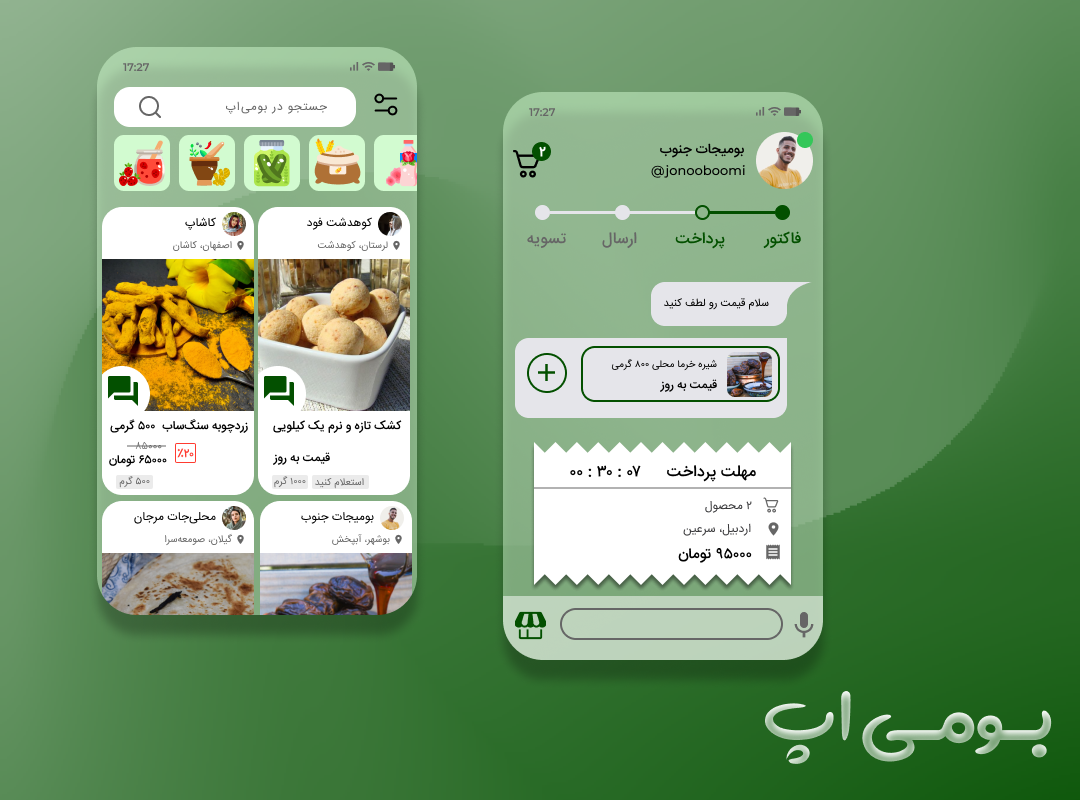 17:27
جستجو در بومی‌اپ
کوهدشت فود
لرستان، کوهدشت
کشک تازه و نرم یک کیلویی
قیمت به روز
استعلام کنید
۱۰۰۰ گرم
کاشاپ
اصفهان، کاشان
زردچوبه سنگ‌ساب ۵۰۰ گرمی
۸۵۰۰۰
٪۲۰
۶۵۰۰۰ تومان
۵۰۰ گرم
بومیجات جنوب
بوشهر، آبپخش
محلی‌جات مرجان
گیلان، صومعه‌سرا
17:27
۲
بومیجات جنوب
@jonooboomi
فاکتور پرداخت ارسال تسویه
سلام قیمت رو لطف کنید
شیره خرما محلی ۸۰۰ گرمی
قیمت به روز
مهلت پرداخت ۰۰ : ۳۰ : ۰۷
۲ محصول
اردبیل، سرعین
۹۵۰۰۰ تومان
بومی‌اپ